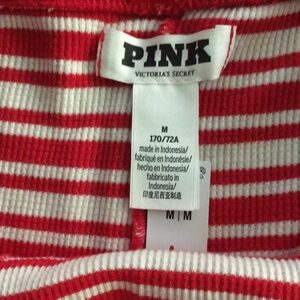 PINK
VICTORIA'S SECRET
M
170/72A
made in Indonesia/
fabriqué en Indonésie/
hecho en Indonesia/
fabbricato in
Indonesia/
印度尼西亚制造
M | M